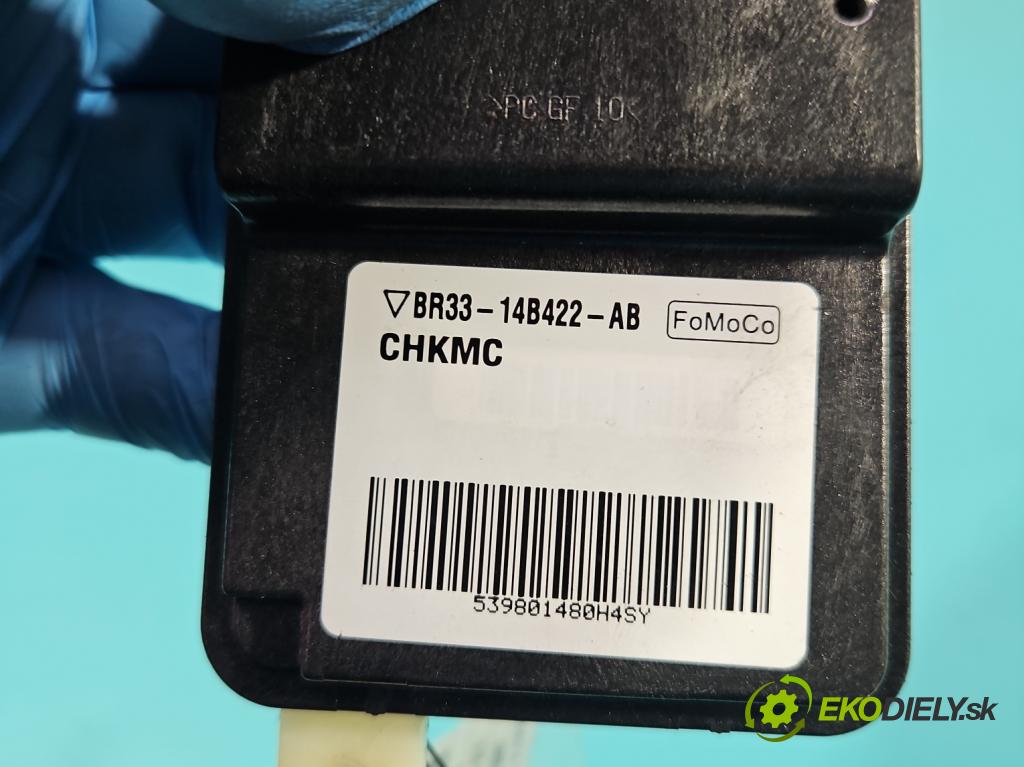 >PC GF 10<
▽BR33-14B422-AB FoMoCo
CHKMC
539801480H4SY
EKODIELY.sk